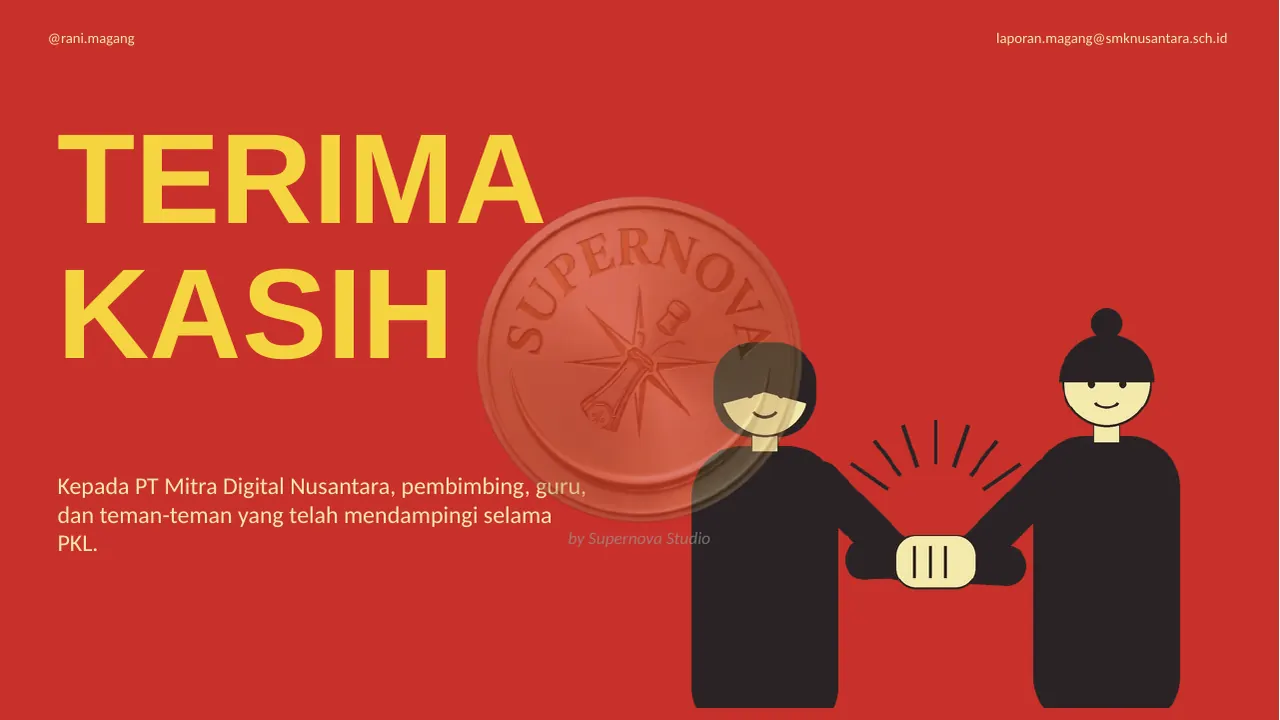 @rani.magang
laporan.magang@smknusantara.sch.id
TERIMA
KASIH
SUPERNOVA
Kepada PT Mitra Digital Nusantara, pembimbing, guru,
dan teman-teman yang telah mendampingi selama
PKL.
by Supernova Studio